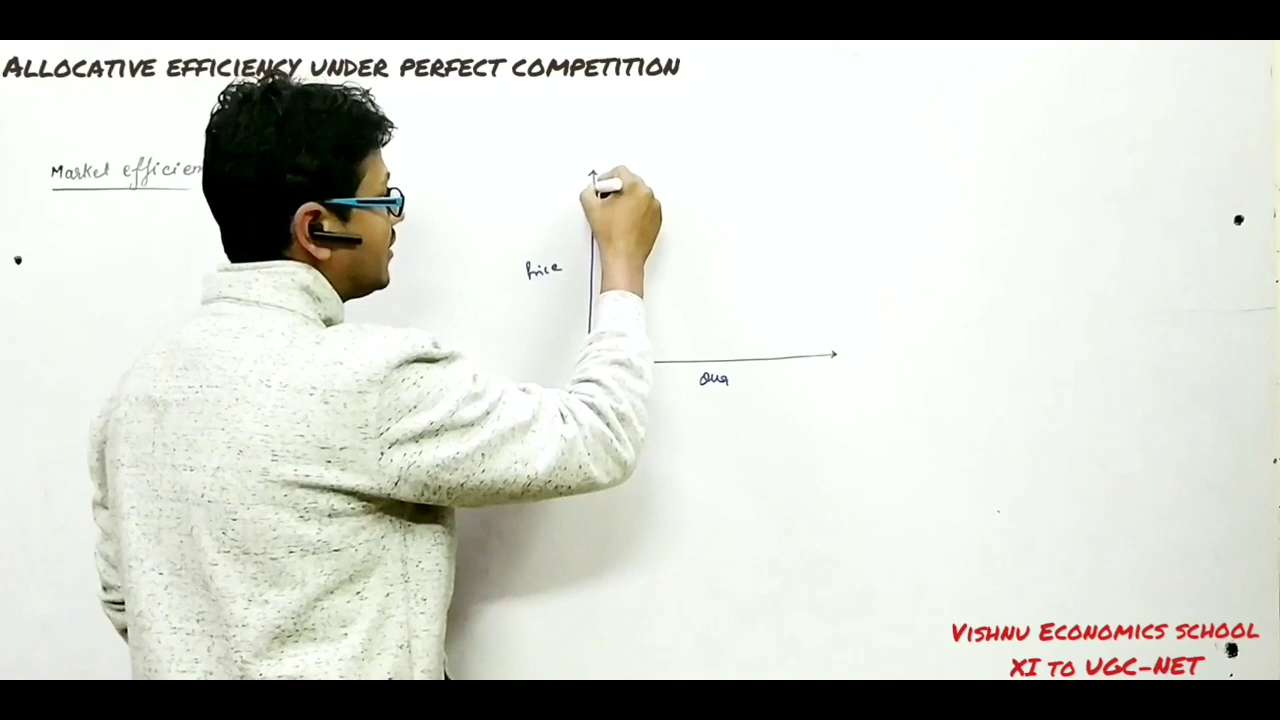 ALLOCATIVE EFFICIENCY UNDER PERFECT COMPETITION
Market efficien
Price
Qua
VISHNU ECONOMICS SCHOOL
XI TO UGC-NET